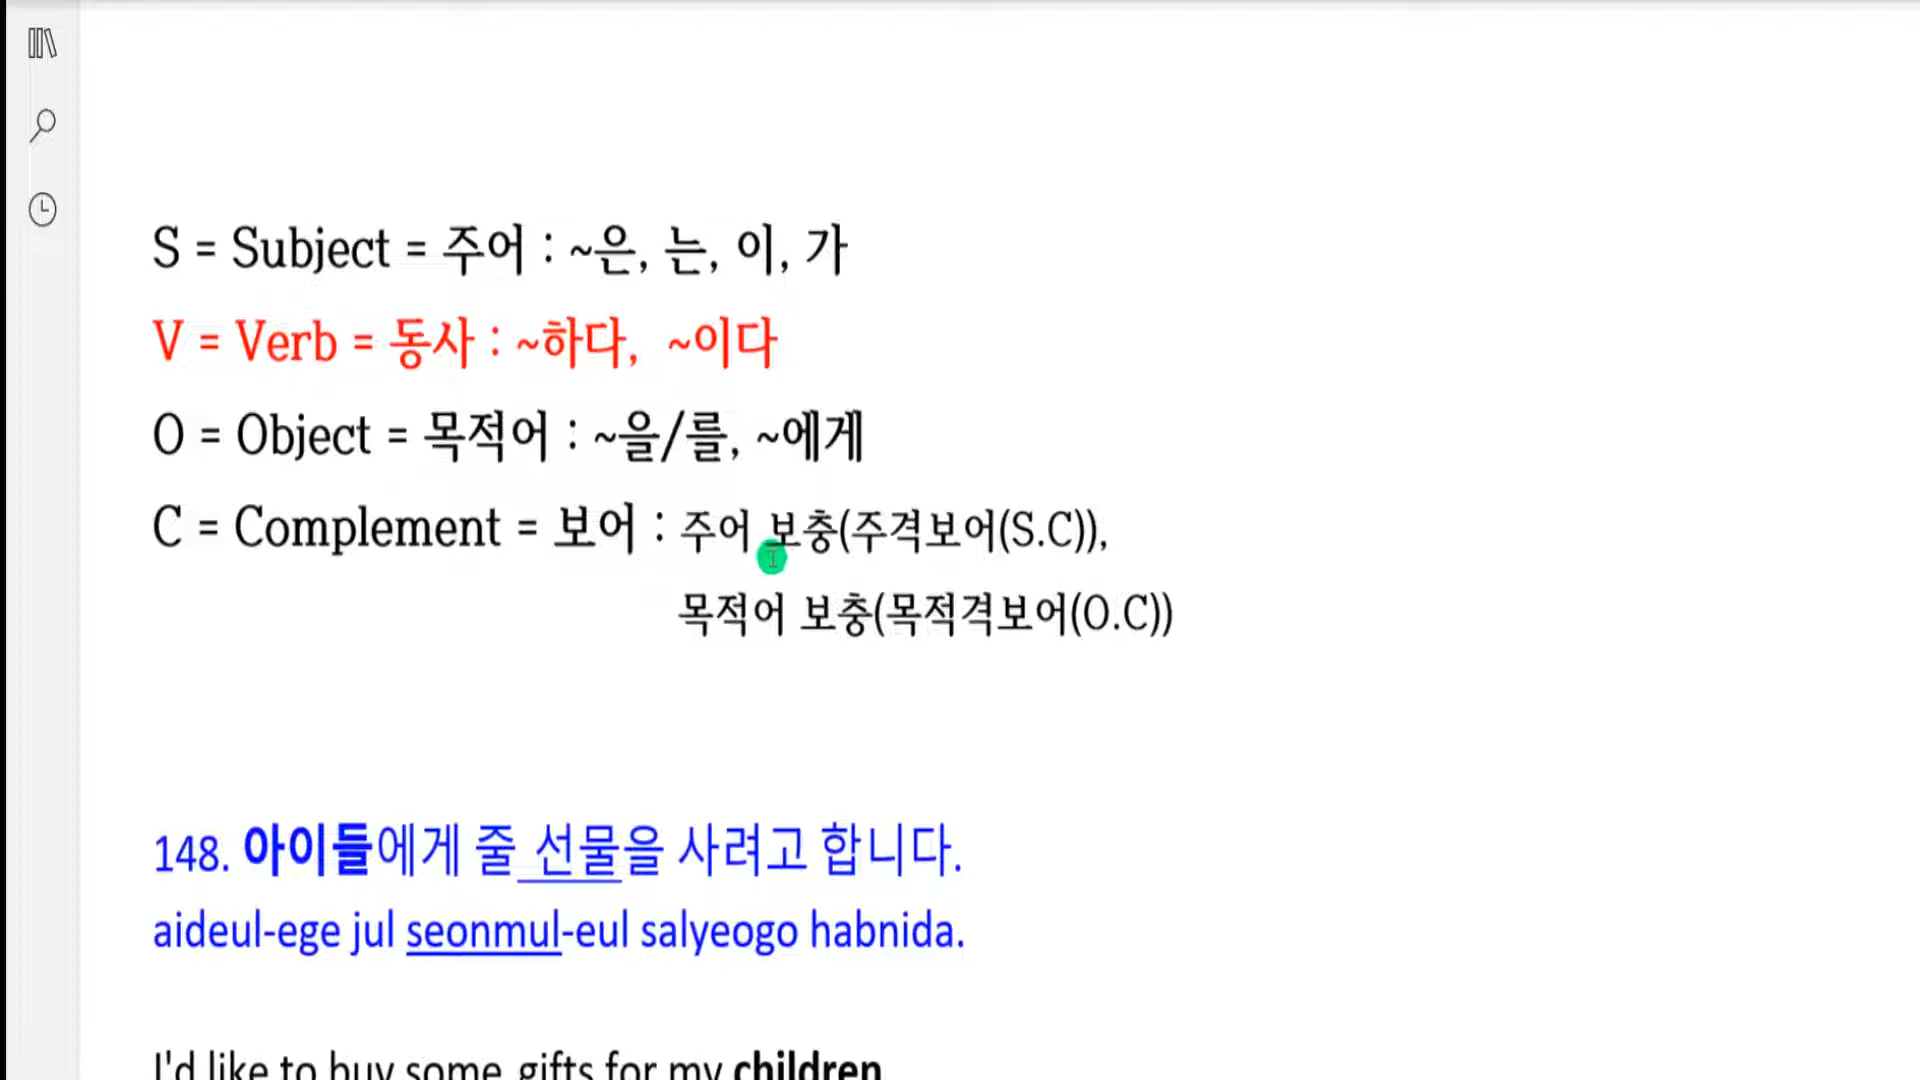 S = Subject = 주어 : ~은, 는, 이, 가
V = Verb = 동사 : ~하다, ~이다
O = Object = 목적어 : ~을/를, ~에게
C = Complement = 보어 : 주어 보충(주격보어(S.C)),
목적어 보충(목적격보어(O.C))
148. 아이들에게 줄 선물을 사려고 합니다.
aideul-ege jul seonmul-eul salyeogo habnida.
I'd like to buy some gifts for my children